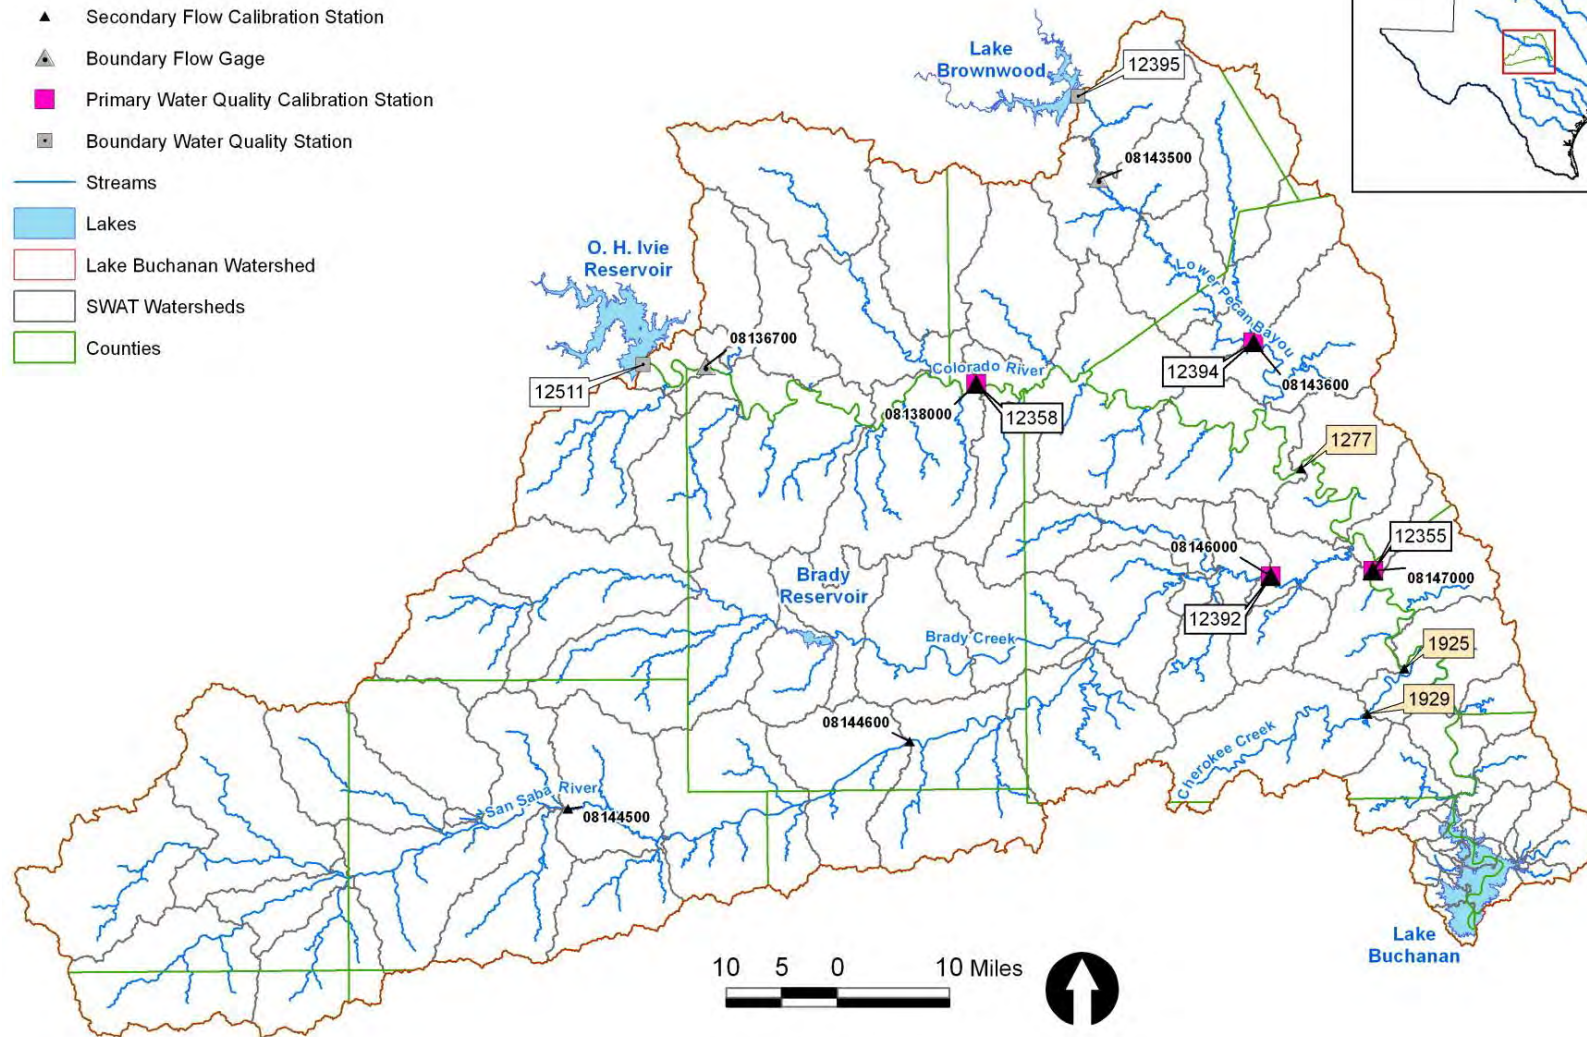 Secondary Flow Calibration Station
Boundary Flow Gage
Primary Water Quality Calibration Station
Boundary Water Quality Station
Streams
Lakes
Lake Buchanan Watershed
SWAT Watersheds
Counties
Lake
Brownwood
12395
08143500
O. H. Ivie
Reservoir
Lower Pecan Bayou
08136700
12511
Colorado River
12394
08143600
08138000
12358
1277
12355
08146000
08147000
Brady
Reservoir
12392
Brady Creek
1925
1929
08144600
Cherokee Creek
San Saba River
08144500
Lake
Buchanan
10 5 0 10 Miles